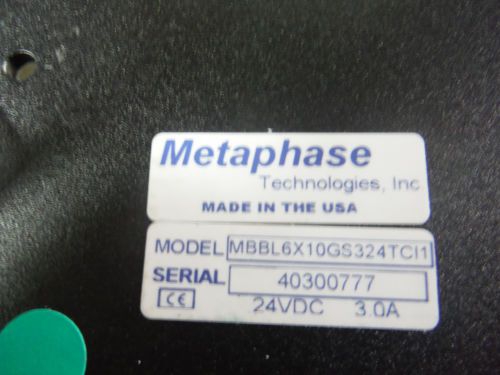 Metaphase
Technologies, Inc
MADE IN THE USA
MODEL MBBL6X10GS324TCI1
SERIAL 40300777
CE 24VDC 3.0A